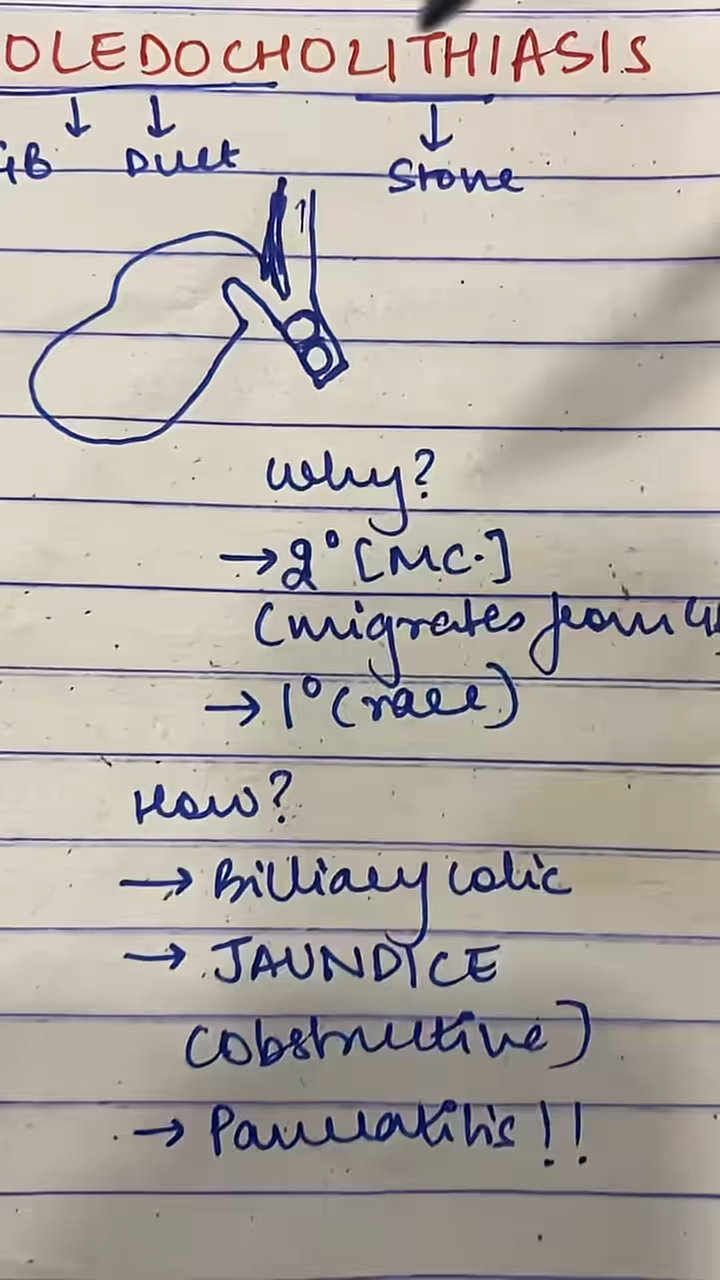 OLEDOCHOLITHIASIS
↓ ↓ ↓
GB Duct Stone
Why?
→ 2° [MC.]
(migrates from G
→ 1° (rare)
How?
→ Billiary colic
→ JAUNDICE
(obstructive)
→ Pancreatitis!!